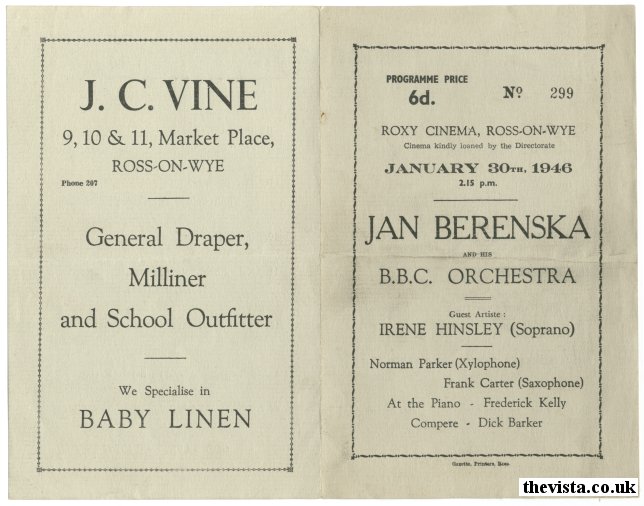 J. C. VINE
9, 10 & 11, Market Place,
ROSS-ON-WYE
Phone 207
General Draper,
Milliner
and School Outfitter
We Specialise in
BABY LINEN
PROGRAMME PRICE
6d.
No 299
ROXY CINEMA, ROSS-ON-WYE
Cinema kindly loaned by the Directorate
JANUARY 30TH, 1946
2.15 p.m.
JAN BERENSKA
AND HIS
B.B.C. ORCHESTRA
Guest Artiste :
IRENE HINSLEY (Soprano)
Norman Parker (Xylophone)
Frank Carter (Saxophone)
At the Piano - Frederick Kelly
Compere - Dick Barker
Gazette, Printers, Ross
thevista.co.uk